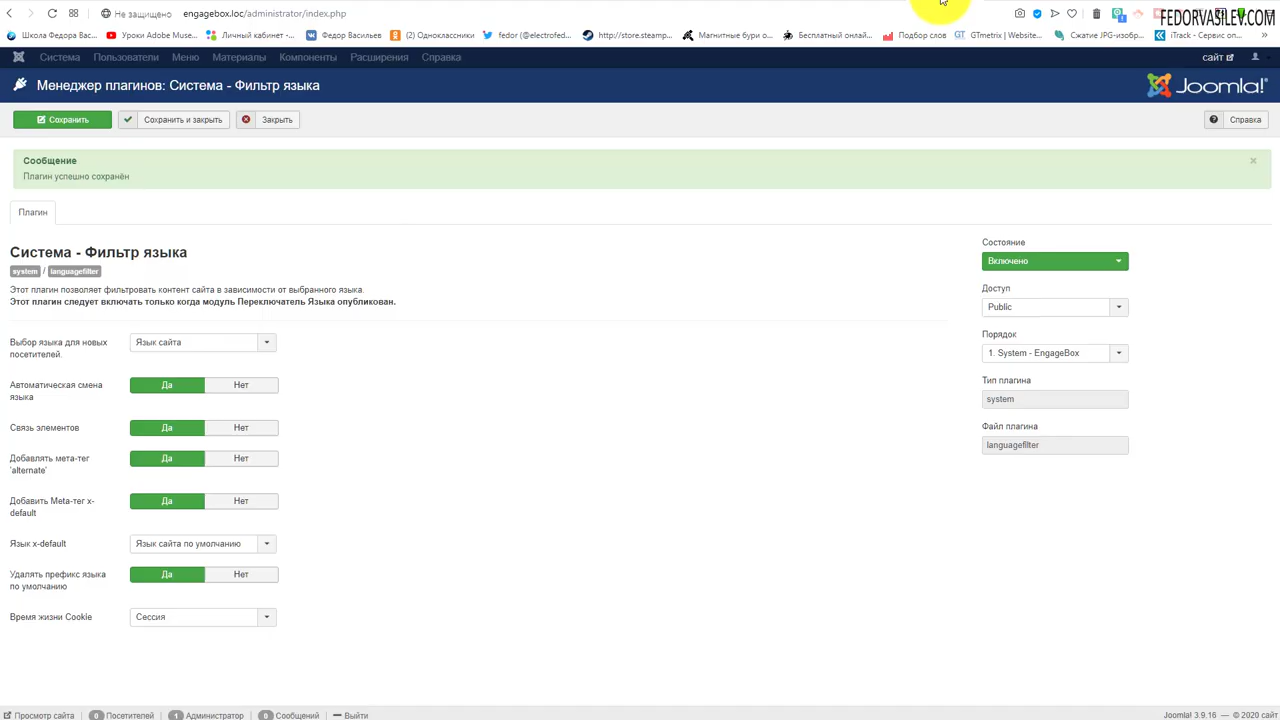 Не защищено
engagebox.loc/administrator/index.php
FEDORVASILEV.COM
Школа Федора Вас...
Уроки Adobe Muse...
Личный кабинет -...
Федор Васильев
(2) Одноклассники
fedor (@electrofed...
http://store.steamp...
Магнитные бури о...
Бесплатный онлай...
Подбор слов
GT GTmetrix | Website...
Сжатие JPG-изобр...
iTrack - Сервис оп...
Система Пользователи Меню Материалы Компоненты Расширения Справка сайт
Менеджер плагинов: Система - Фильтр языка
Joomla!®
Сохранить
Сохранить и закрыть
Закрыть
Справка
Сообщение
×
Плагин успешно сохранён
Плагин
Система - Фильтр языка
system / languagefilter
Этот плагин позволяет фильтровать контент сайта в зависимости от выбранного языка.
Этот плагин следует включать только когда модуль Переключатель Языка опубликован.
Выбор языка для новых
посетителей
Язык сайта
Автоматическая смена
языка
Да Нет
Связь элементов
Да Нет
Добавлять мета-тег
'alternate'
Да Нет
Добавить Meta-тег x-
default
Да Нет
Язык x-default
Язык сайта по умолчанию
Удалять префикс языка
по умолчанию
Да Нет
Время жизни Cookie
Сессия
Состояние
Включено
Доступ
Public
Порядок
1. System - EngageBox
Тип плагина
system
Файл плагина
languagefilter
Просмотр сайта
0 Посетителей
1 Администратор
0 Сообщений
Выйти
Joomla! 3.9.16 — © 2020 сайт